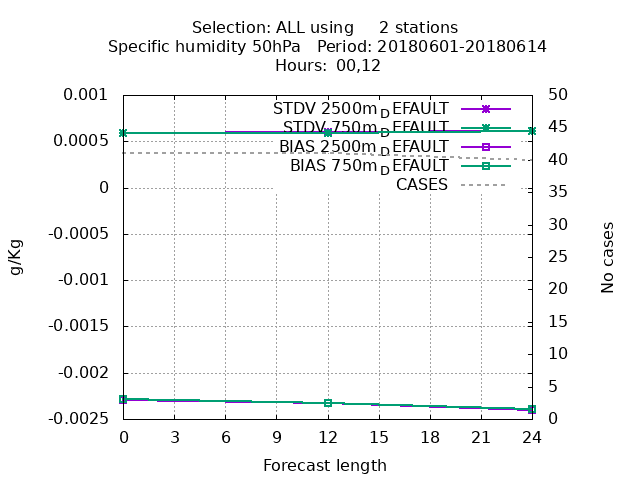 Selection: ALL using 2 stations
Specific humidity 50hPa Period: 20180601-20180614
Hours: 00,12
STDV 2500m_DEFAULT
STDV 750m_DEFAULT
BIAS 2500m_DEFAULT
BIAS 750m_DEFAULT
CASES
0.001
0.0005
0
-0.0005
-0.001
-0.0015
-0.002
-0.0025
g/Kg
50
45
40
35
30
25
20
15
10
5
0
No cases
0 3 6 9 12 15 18 21 24
Forecast length